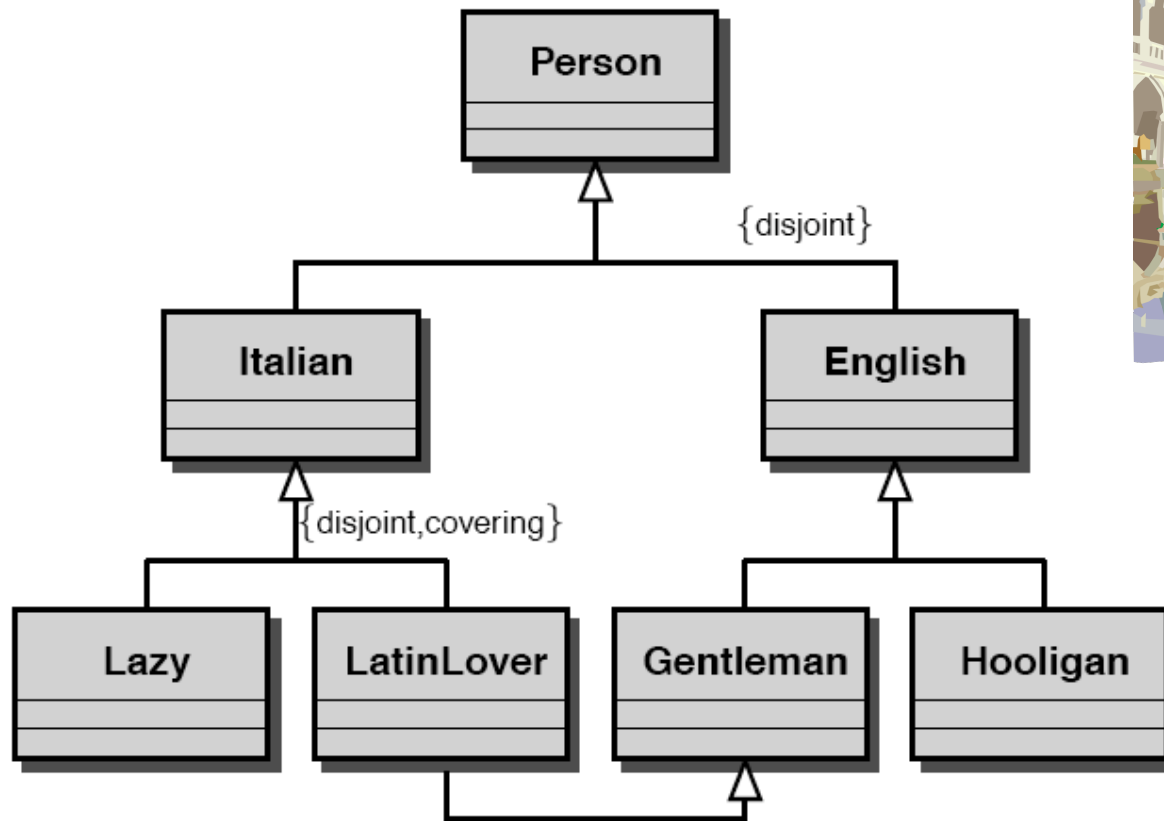 Person
{disjoint}
Italian
English
{disjoint,covering}
Lazy
LatinLover
Gentleman
Hooligan